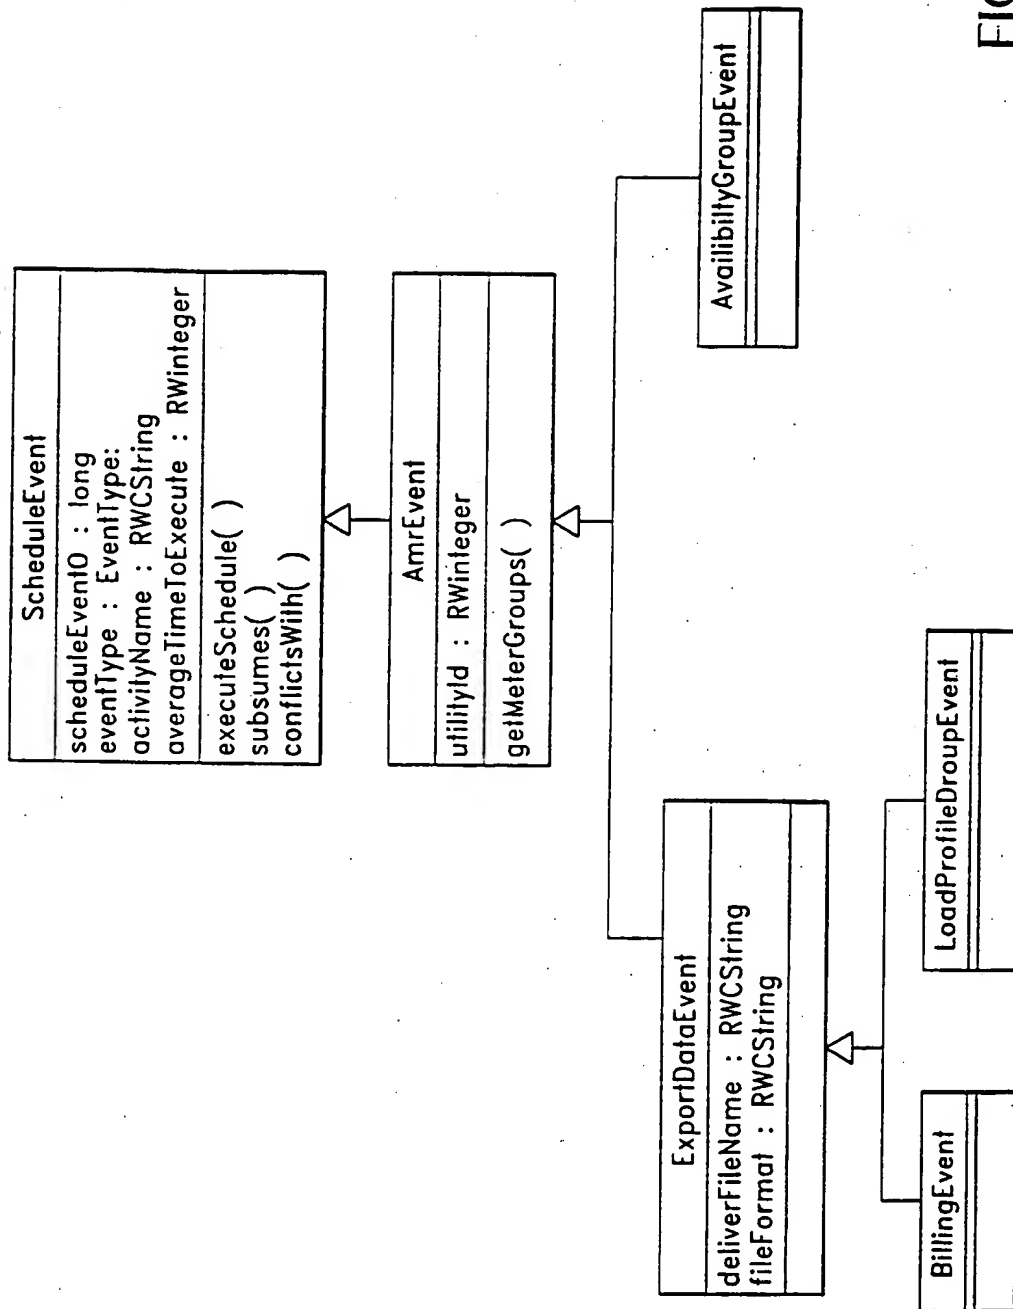 ScheduleEvent
scheduleEventO : long
eventType : EventType:
activityName : RWCString
averageTimeToExecute : RWinteger
executeSchedule( )
subsumes( )
conflictsWith( )
AmrEvent
utilityId : RWinteger
getMeterGroups( )
ExportDataEvent
deliverFileName : RWCString
fileFormat : RWCString
AvailibiltyGroupEvent
BillingEvent
LoadProfileDroupEvent